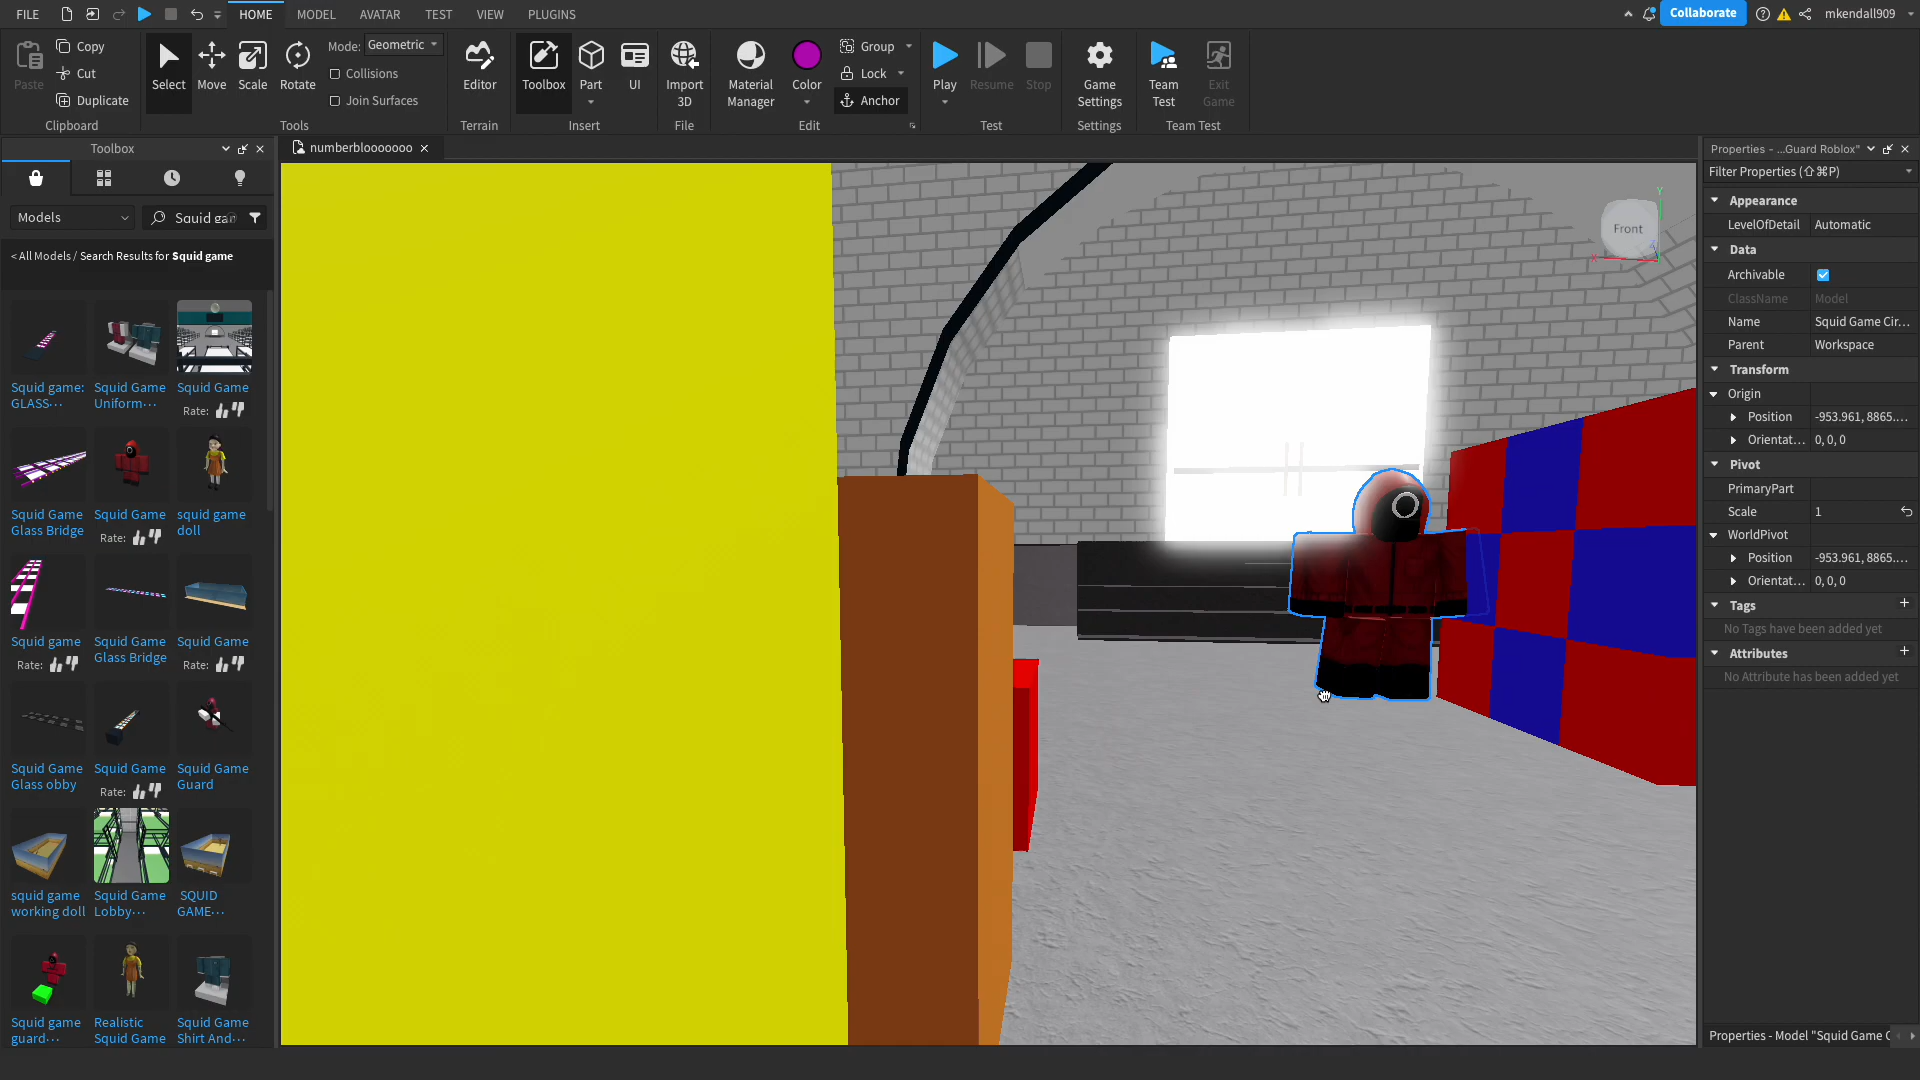 FILE
HOME
MODEL
AVATAR
TEST
VIEW
PLUGINS
Collaborate
mkendall909
Paste
Copy
Cut
Duplicate
Clipboard
Select
Move
Scale
Rotate
Mode: Geometric
Collisions
Join Surfaces
Tools
Editor
Terrain
Toolbox
Part
UI
Insert
Import
3D
File
Material
Manager
Color
Group
Lock
Anchor
Edit
Play
Resume
Stop
Test
Game
Settings
Settings
Team
Test
Exit
Game
Team Test
Toolbox
numberblooooooo
Models
Squid gam
< All Models / Search Results for Squid game
Squid game:
GLASS···
Squid Game
Uniform···
Squid Game
Rate:
Squid Game
Glass Bridge
Squid Game
Rate:
squid game
doll
Squid game
Rate:
Squid Game
Glass Bridge
Squid Game
Rate:
Squid Game
Glass obby
Squid Game
Rate:
Squid Game
Guard
squid game
working doll
Squid Game
Lobby···
SQUID
GAME···
Squid game
guard···
Realistic
Squid Game
Squid Game
Shirt And···
Front
Y
X
Z
Properties - ...Guard Roblox"
Filter Properties (⇧⌘P)
Appearance
LevelOfDetail Automatic
Data
Archivable
ClassName Model
Name Squid Game Cir...
Parent Workspace
Transform
Origin
Position -953.961, 8865....
Orientat... 0, 0, 0
Pivot
PrimaryPart
Scale 1
WorldPivot
Position -953.961, 8865....
Orientat... 0, 0, 0
Tags
No Tags have been added yet
Attributes
No Attribute has been added yet
Properties - Model "Squid Game C